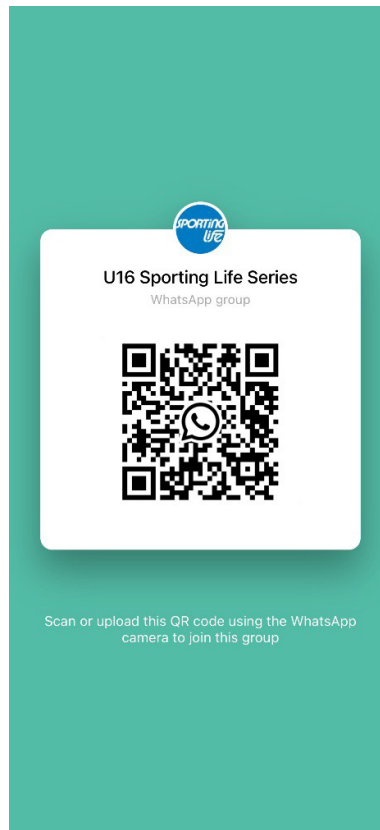 SPORTING
LIFE
U16 Sporting Life Series
WhatsApp group
Scan or upload this QR code using the WhatsApp
camera to join this group